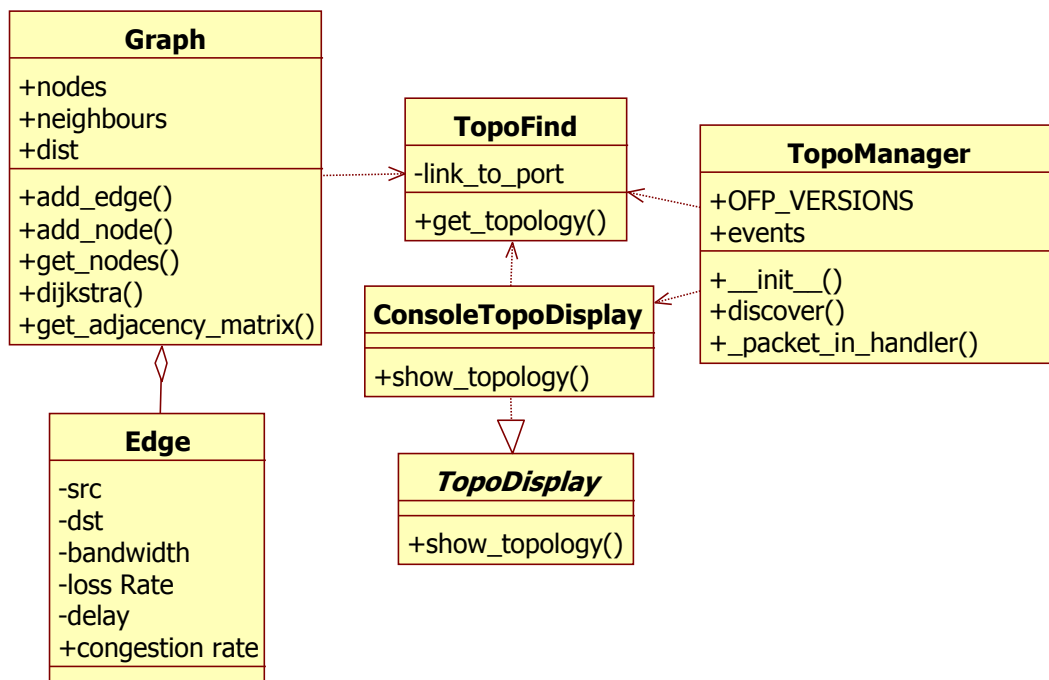 Graph
+nodes
+neighbours
+dist
+add_edge()
+add_node()
+get_nodes()
+dijkstra()
+get_adjacency_matrix()
TopoFind
-link_to_port
+get_topology()
TopoManager
+OFP_VERSIONS
+events
+__init__()
+discover()
+_packet_in_handler()
ConsoleTopoDisplay
+show_topology()
TopoDisplay
+show_topology()
Edge
-src
-dst
-bandwidth
-loss Rate
-delay
+congestion rate